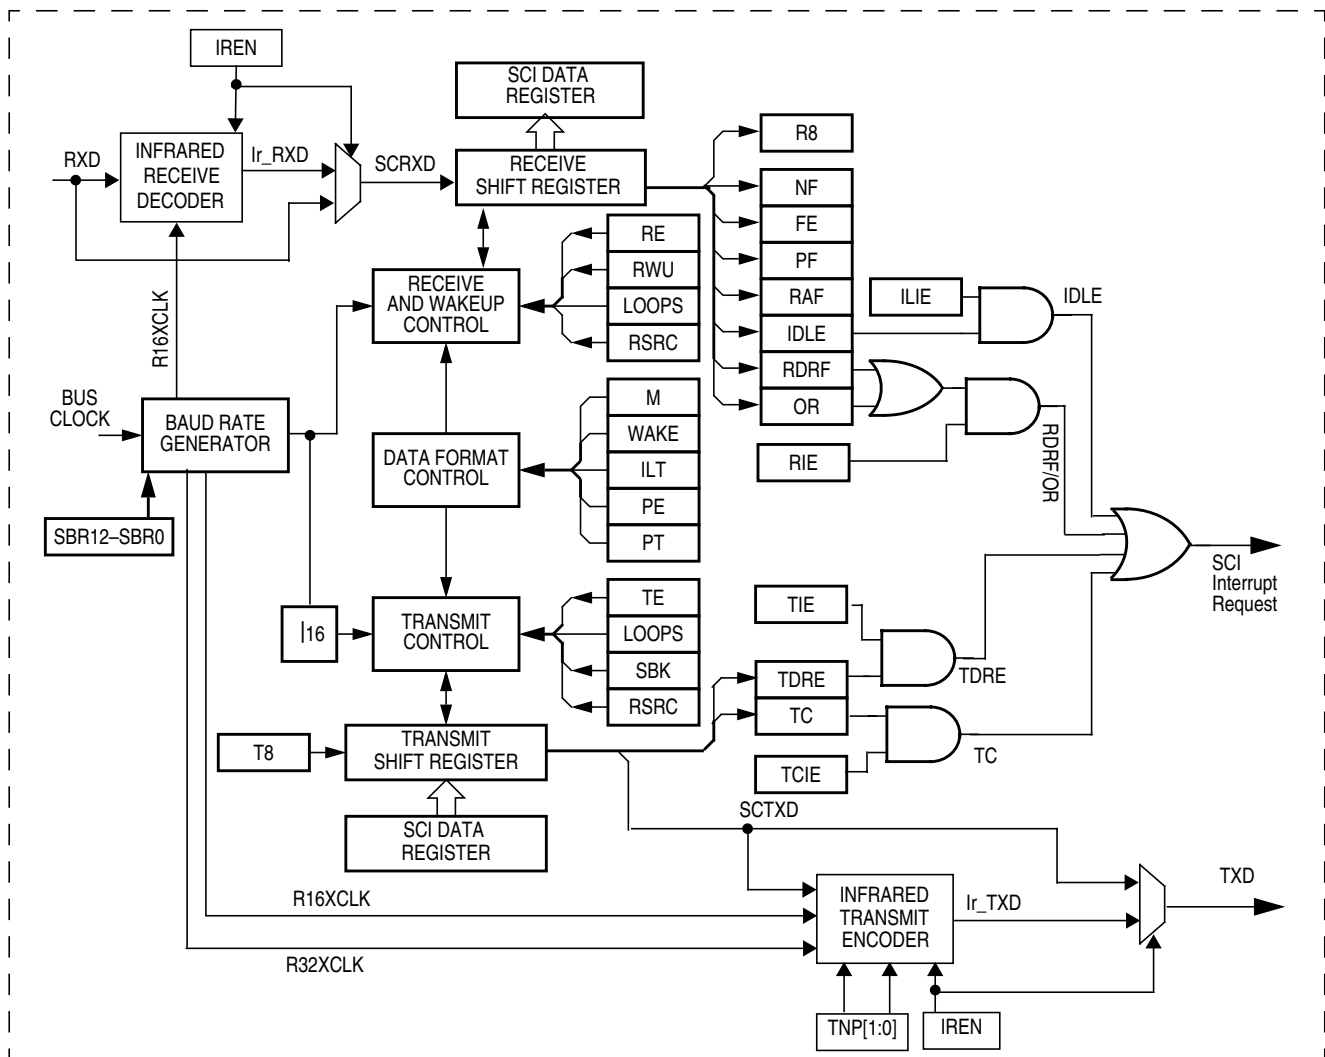 IREN
SCI DATA
REGISTER
RXD
INFRARED
RECEIVE
DECODER
Ir_RXD
SCRXD
RECEIVE
SHIFT REGISTER
R8
NF
FE
PF
RAF
IDLE
RDRF
OR
RE
RWU
LOOPS
RSRC
RECEIVE
AND WAKEUP
CONTROL
ILIE
IDLE
R16XCLK
BUS
CLOCK
BAUD RATE
GENERATOR
M
WAKE
ILT
PE
PT
DATA FORMAT
CONTROL
RIE
RDRF/OR
SBR12–SBR0
SCI
Interrupt
Request
|16
TRANSMIT
CONTROL
TE
LOOPS
SBK
RSRC
TIE
TDRE
TC
TCIE
TDRE
TC
T8
TRANSMIT
SHIFT REGISTER
SCI DATA
REGISTER
SCTXD
R16XCLK
R32XCLK
INFRARED
TRANSMIT
ENCODER
Ir_TXD
TXD
TNP[1:0]
IREN